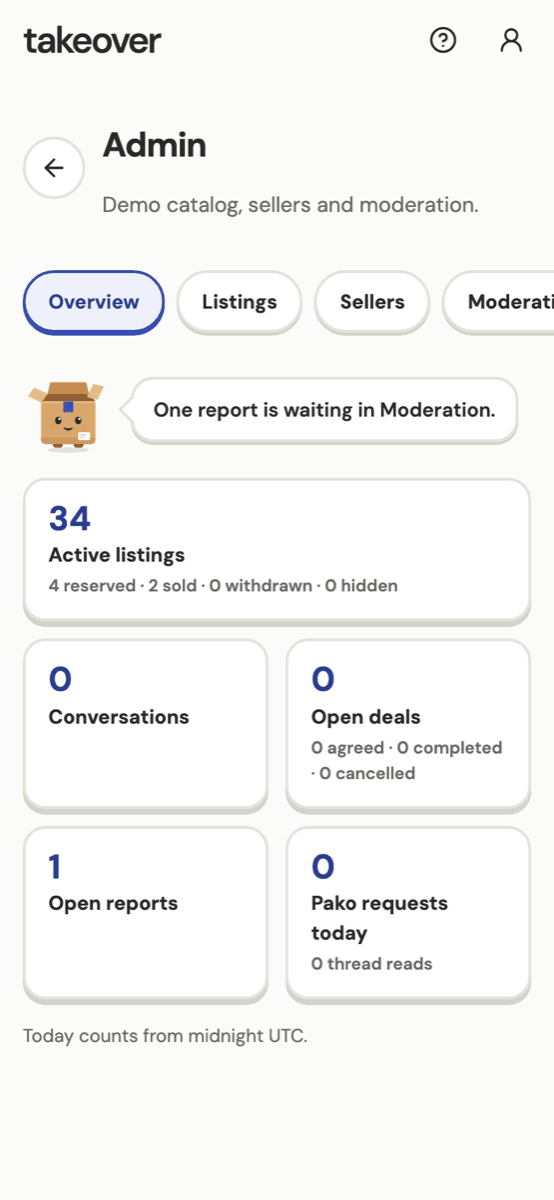 takeover
Admin
Demo catalog, sellers and moderation.
Overview
Listings
Sellers
Moderati
One report is waiting in Moderation.
34
Active listings
4 reserved · 2 sold · 0 withdrawn · 0 hidden
0
Conversations
0
Open deals
0 agreed · 0 completed
· 0 cancelled
1
Open reports
0
Pako requests
today
0 thread reads
Today counts from midnight UTC.